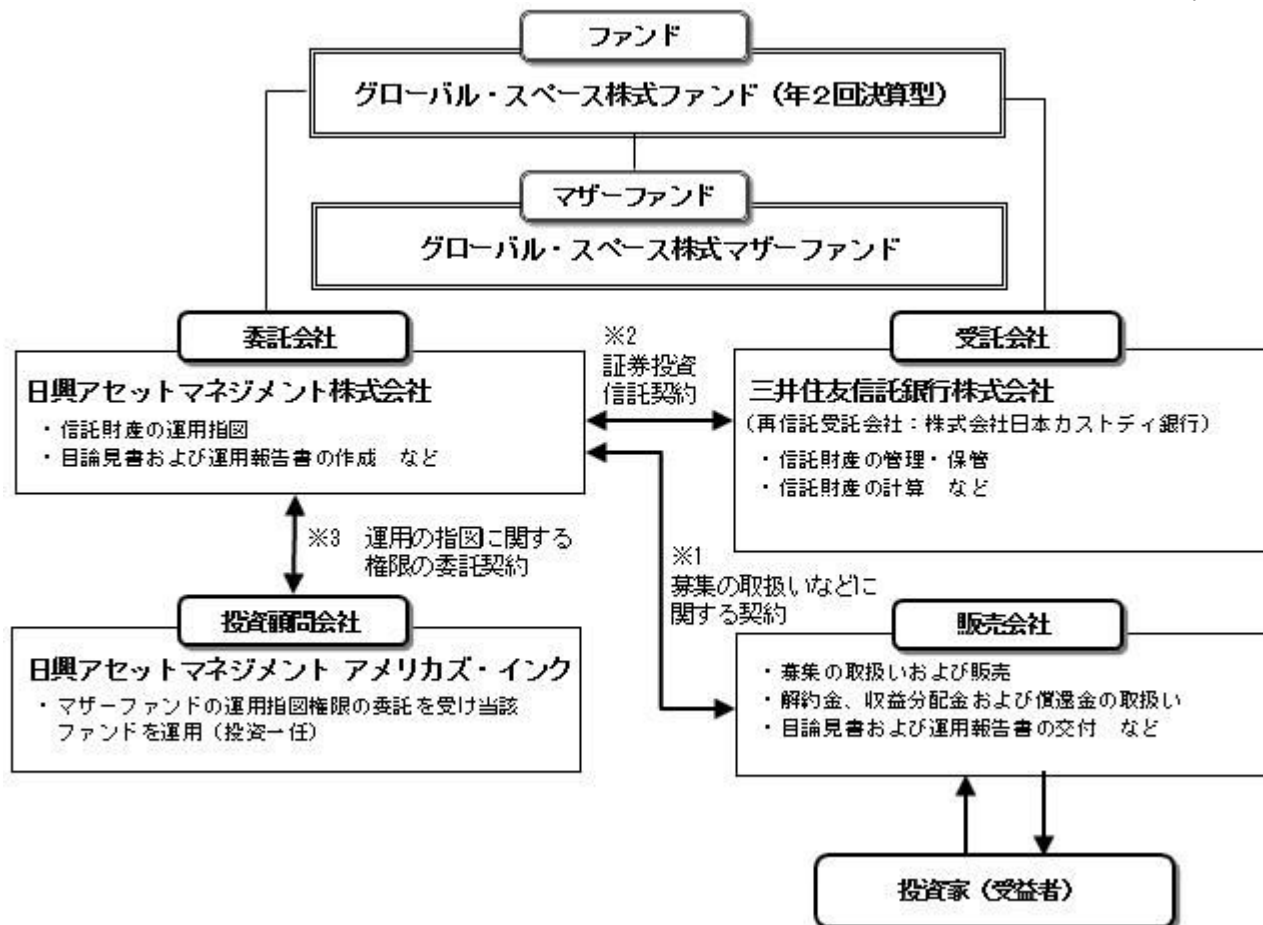 ファンド
グローバル・スペース株式ファンド（年２回決算型）
マザーファンド
グローバル・スペース株式マザーファンド
委託会社
日興アセットマネジメント株式会社
・信託財産の運用指図
・目論見書および運用報告書の作成　など
※2
証券投資
信託契約
受託会社
三井住友信託銀行株式会社
（再信託受託会社：株式会社日本カストディ銀行）
・信託財産の管理・保管
・信託財産の計算　など
※3　運用の指図に関する
権限の委託契約
※1
募集の取扱いなどに
関する契約
投資顧問会社
日興アセットマネジメント アメリカズ・インク
・マザーファンドの運用指図権限の委託を受け当該
ファンドを運用（投資一任）
販売会社
・募集の取扱いおよび販売
・解約金、収益分配金および償還金の取扱い
・目論見書および運用報告書の交付　など
投資家（受益者）